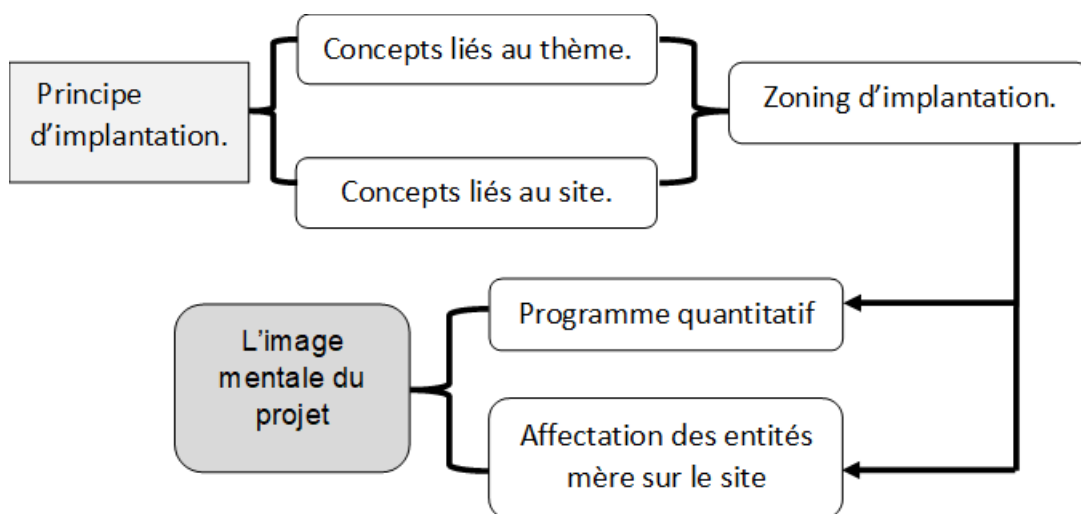 Concepts liés au thème.
Principe
d’implantation.
Zoning d’implantation.
Concepts liés au site.
Programme quantitatif
L’image
mentale du
projet
Affectation des entités
mère sur le site